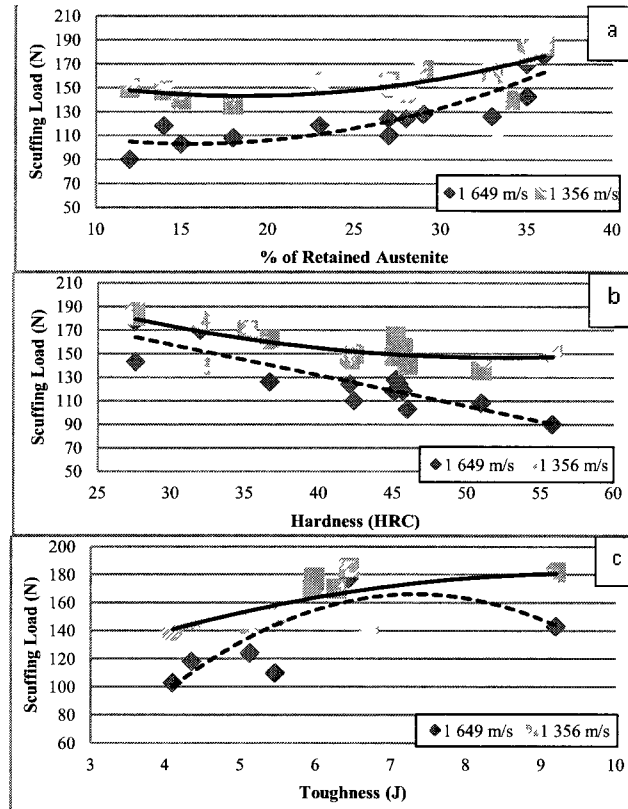 210
190
170
150
130
110
90
70
50
Scuffing Load (N)
a
1 649 m/s 1 356 m/s
10 15 20 25 30 35 40
% of Retained Austenite
210
190
170
150
130
110
90
70
50
Scuffing Load (N)
b
1 649 m/s 1 356 m/s
25 30 35 40 45 50 55 60
Hardness (HRC)
200
180
160
140
120
100
80
60
Scuffing Load (N)
c
1 649 m/s 1 356 m/s
3 4 5 6 7 8 9 10
Toughness (J)